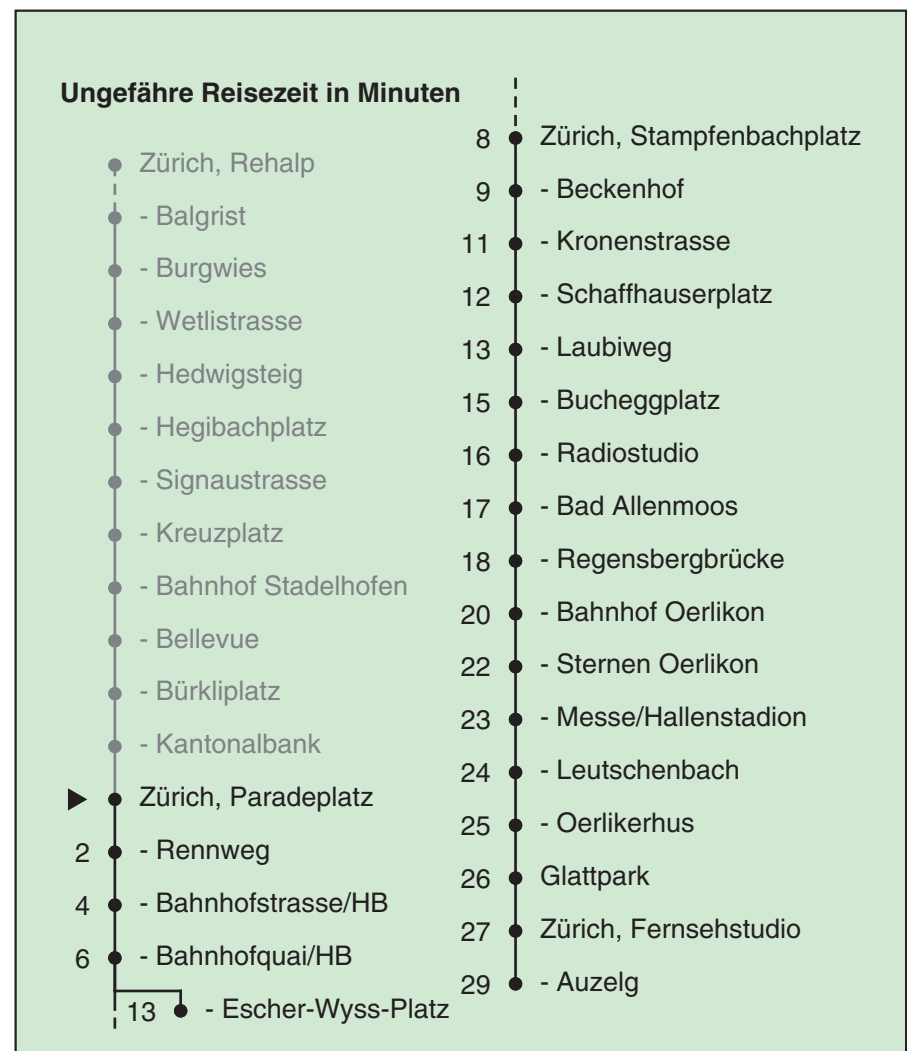 Ungefähre Reisezeit in Minuten
Zürich, Rehalp
- Balgrist
- Burgwies
- Wetlistrasse
- Hedwigsteig
- Hegibachplatz
- Signaustrasse
- Kreuzplatz
- Bahnhof Stadelhofen
- Bellevue
- Bürkliplatz
- Kantonalbank
Zürich, Paradeplatz
2 - Rennweg
4 - Bahnhofstrasse/HB
6 - Bahnhofquai/HB
13 - Escher-Wyss-Platz
8 Zürich, Stampfenbachplatz
9 - Beckenhof
11 - Kronenstrasse
12 - Schaffhauserplatz
13 - Laubiweg
15 - Bucheggplatz
16 - Radiostudio
17 - Bad Allenmoos
18 - Regensbergbrücke
20 - Bahnhof Oerlikon
22 - Sternen Oerlikon
23 - Messe/Hallenstadion
24 - Leutschenbach
25 - Oerlikerhus
26 Glattpark
27 Zürich, Fernsehstudio
29 - Auzelg